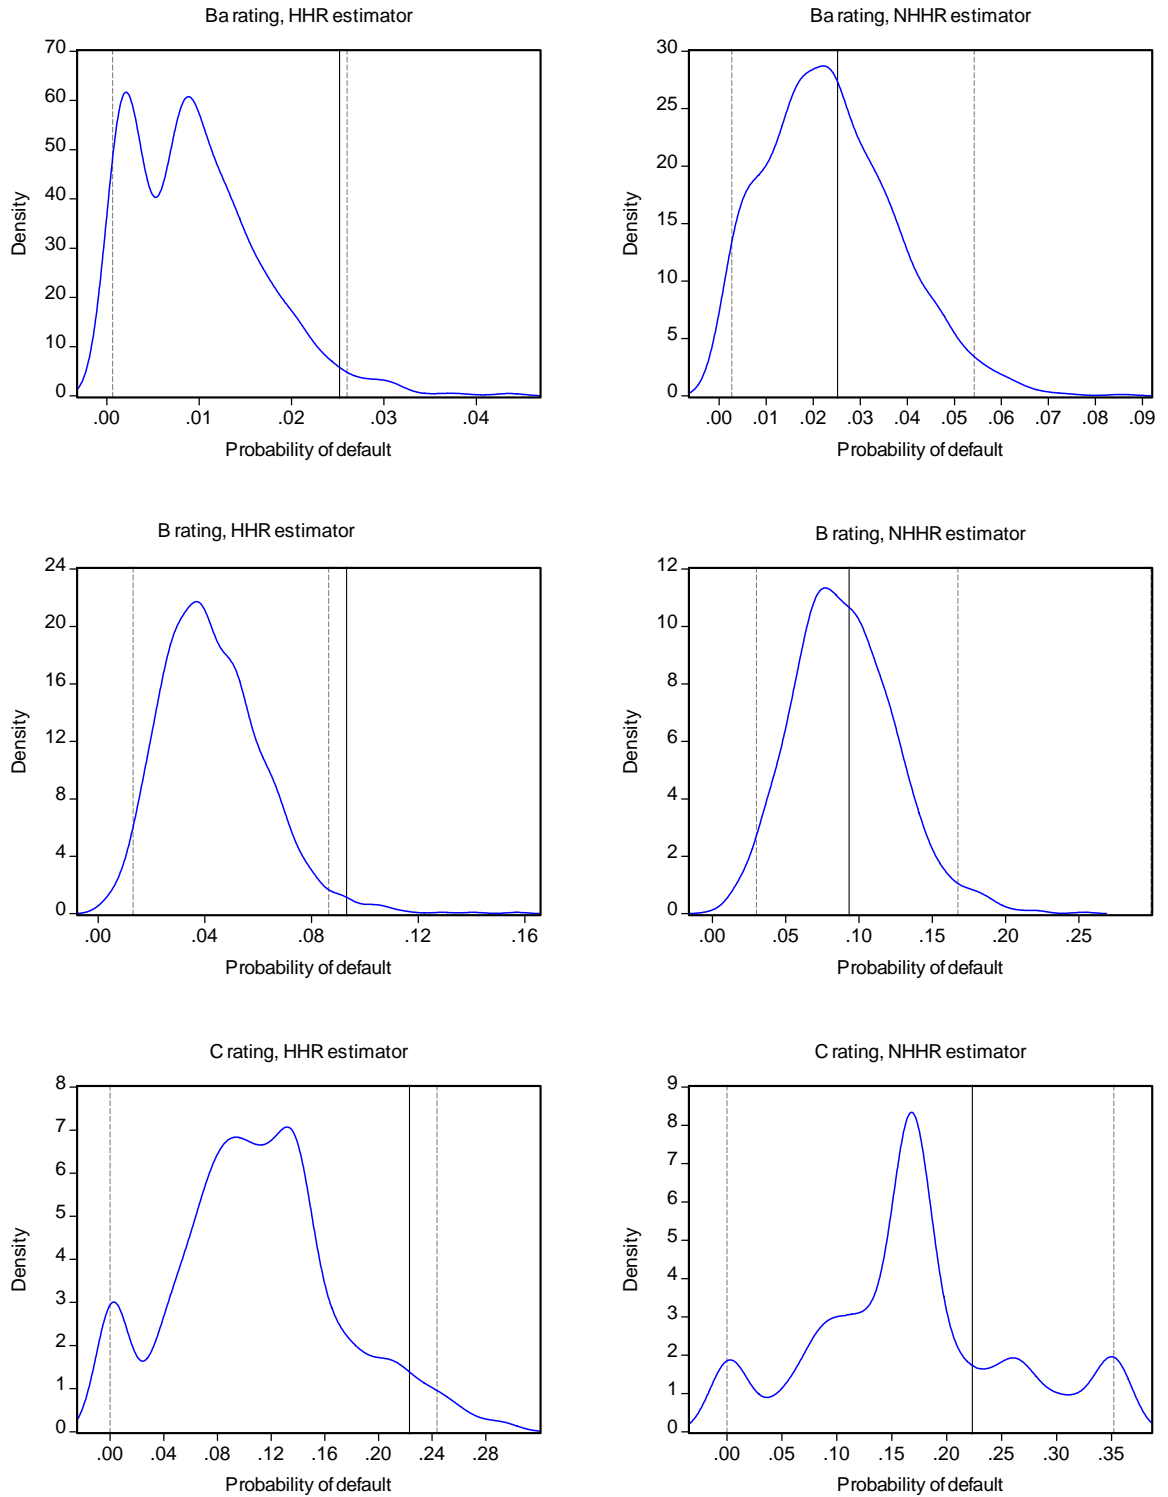 Ba rating, HHR estimator
70
60
50
40
30
20
10
0
Density
.00 .01 .02 .03 .04
Probability of default
Ba rating, NHHR estimator
30
25
20
15
10
5
0
Density
.00 .01 .02 .03 .04 .05 .06 .07 .08 .09
Probability of default
B rating, HHR estimator
24
20
16
12
8
4
0
Density
.00 .04 .08 .12 .16
Probability of default
B rating, NHHR estimator
12
10
8
6
4
2
0
Density
.00 .05 .10 .15 .20 .25
Probability of default
C rating, HHR estimator
8
7
6
5
4
3
2
1
0
Density
.00 .04 .08 .12 .16 .20 .24 .28
Probability of default
C rating, NHHR estimator
9
8
7
6
5
4
3
2
1
0
Density
.00 .05 .10 .15 .20 .25 .30 .35
Probability of default